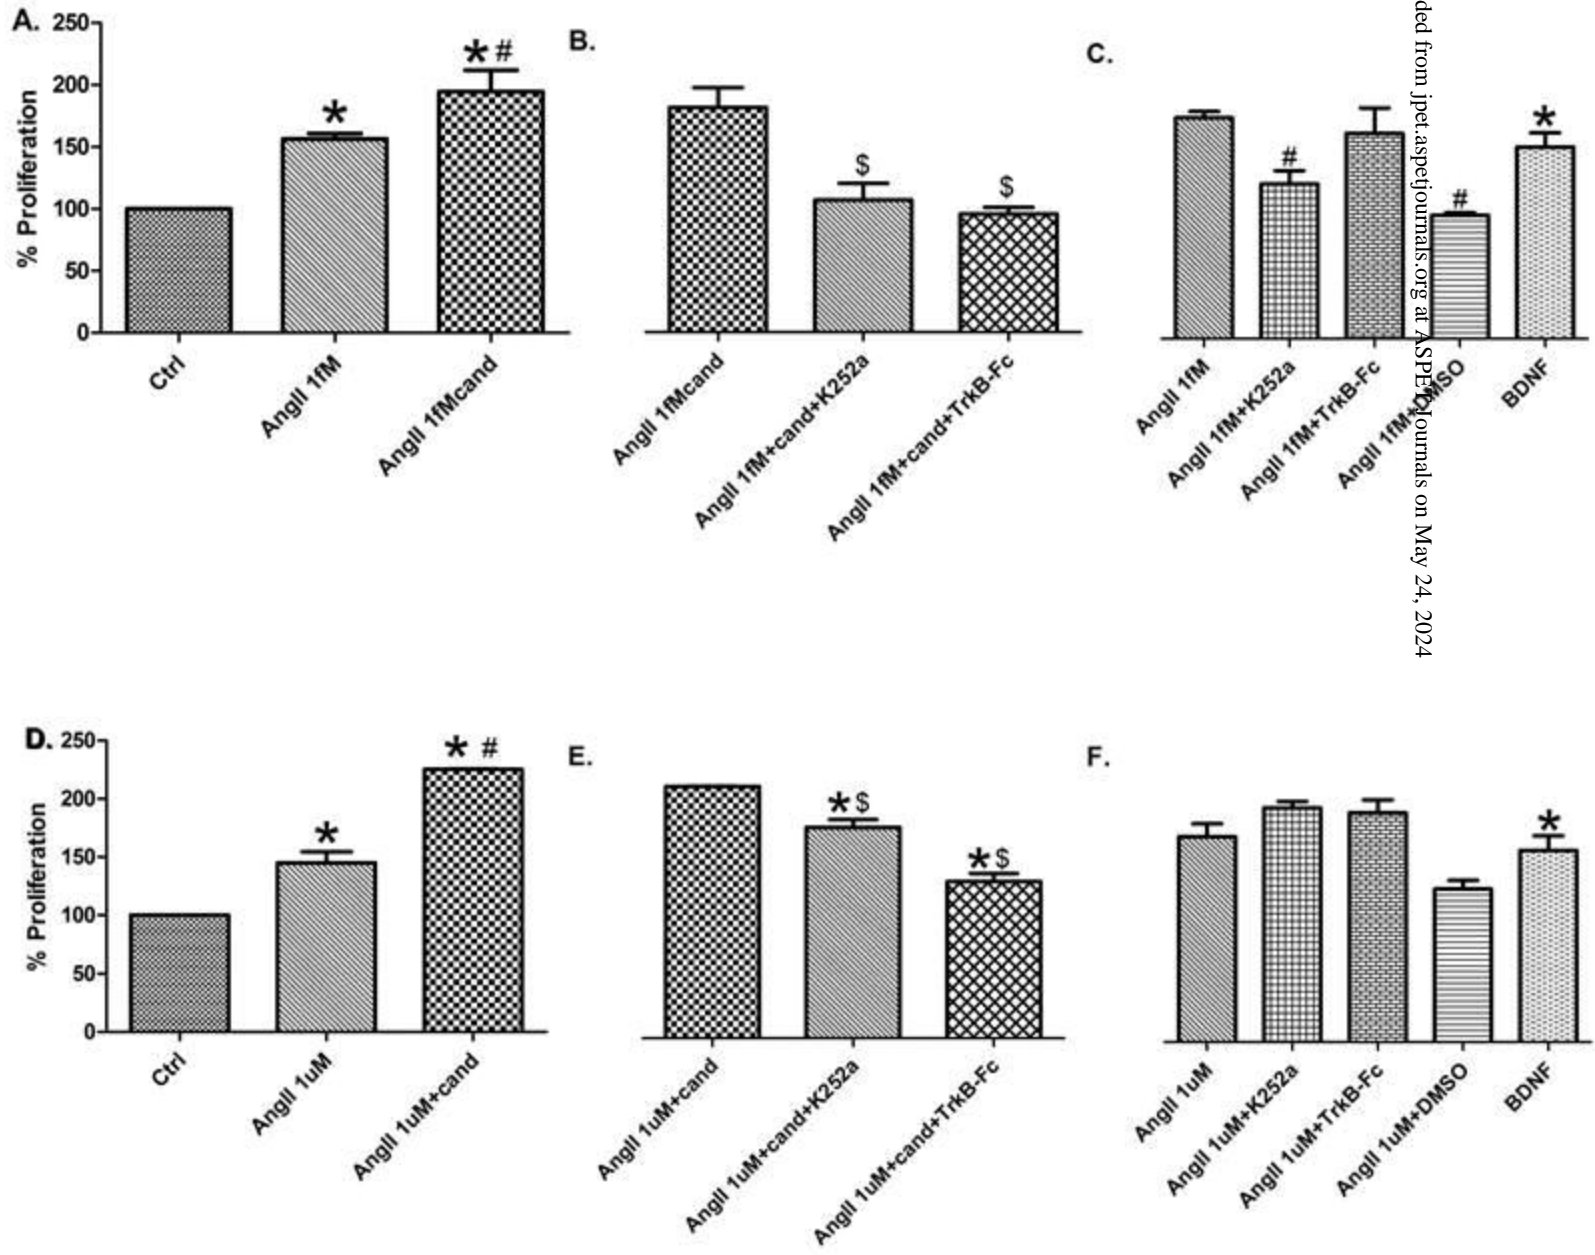 A.
250
200
150
100
50
0
% Proliferation
*
* #
Ctrl
AngII 1fM
AngII 1fMcand
B.
$
$
AngII 1fMcand
AngII 1fM+cand+K252a
AngII 1fM+cand+TrkB-Fc
C.
#
#
*
AngII 1fM
AngII 1fM+K252a
AngII 1fM+TrkB-Fc
AngII 1fM+DMSO
BDNF
ded from jpet.aspetjournals.org at ASPET Journals on May 24, 2024
D.
250
200
150
100
50
0
% Proliferation
*
* #
Ctrl
AngII 1uM
AngII 1uM+cand
E.
*$
*$
AngII 1uM+cand
AngII 1uM+cand+K252a
AngII 1uM+cand+TrkB-Fc
F.
*
AngII 1uM
AngII 1uM+K252a
AngII 1uM+TrkB-Fc
AngII 1uM+DMSO
BDNF